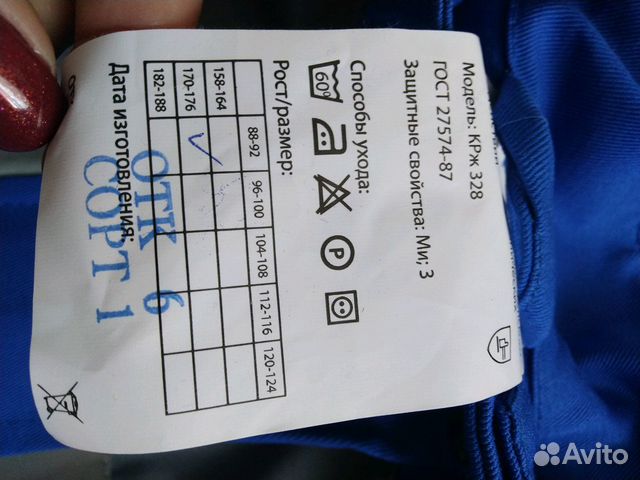 Модель: КРж 328
ГОСТ 27574-87
Защитные свойства: Ми; З
Способы ухода:
60°
P
Рост/размер:
88-92 96-100 104-108 112-116 120-124
158-164
170-176
182-188
Дата изготовления:
ОТК 6
СОРТ 1
Avito